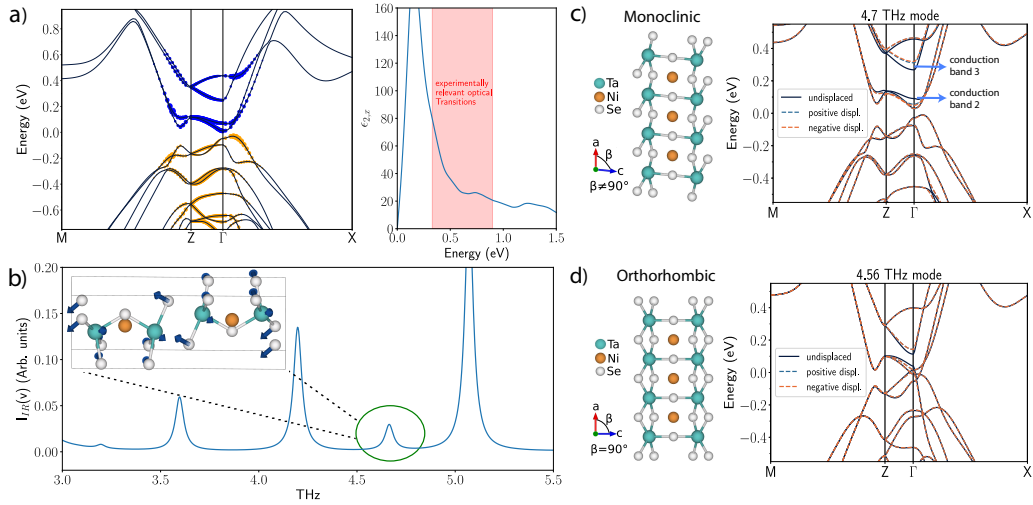 a)
Energy (eV)
0.8
0.6
0.4
0.2
0.0
−0.2
−0.4
−0.6
M
Z
Γ
X
ϵ2,x
160
140
120
100
80
60
40
20
0
experimentally
relevant optical
Transitions
0.0
0.5
1.0
1.5
Energy (eV)
b)
IIR(ν) (Arb. units)
0.20
0.15
0.10
0.05
0.00
3.0
3.5
4.0
4.5
5.0
5.5
THz
c)
Monoclinic
Ta
Ni
Se
a
β
c
β≠90°
4.7 THz mode
Energy (eV)
0.4
0.2
0.0
−0.2
−0.4
undisplaced
positive displ.
negative displ.
conduction
band 3
conduction
band 2
M
Z
Γ
X
d)
Orthorhombic
Ta
Ni
Se
a
β
c
β=90°
4.56 THz mode
Energy (eV)
0.4
0.2
0.0
−0.2
−0.4
undisplaced
positive displ.
negative displ.
M
Z
Γ
X